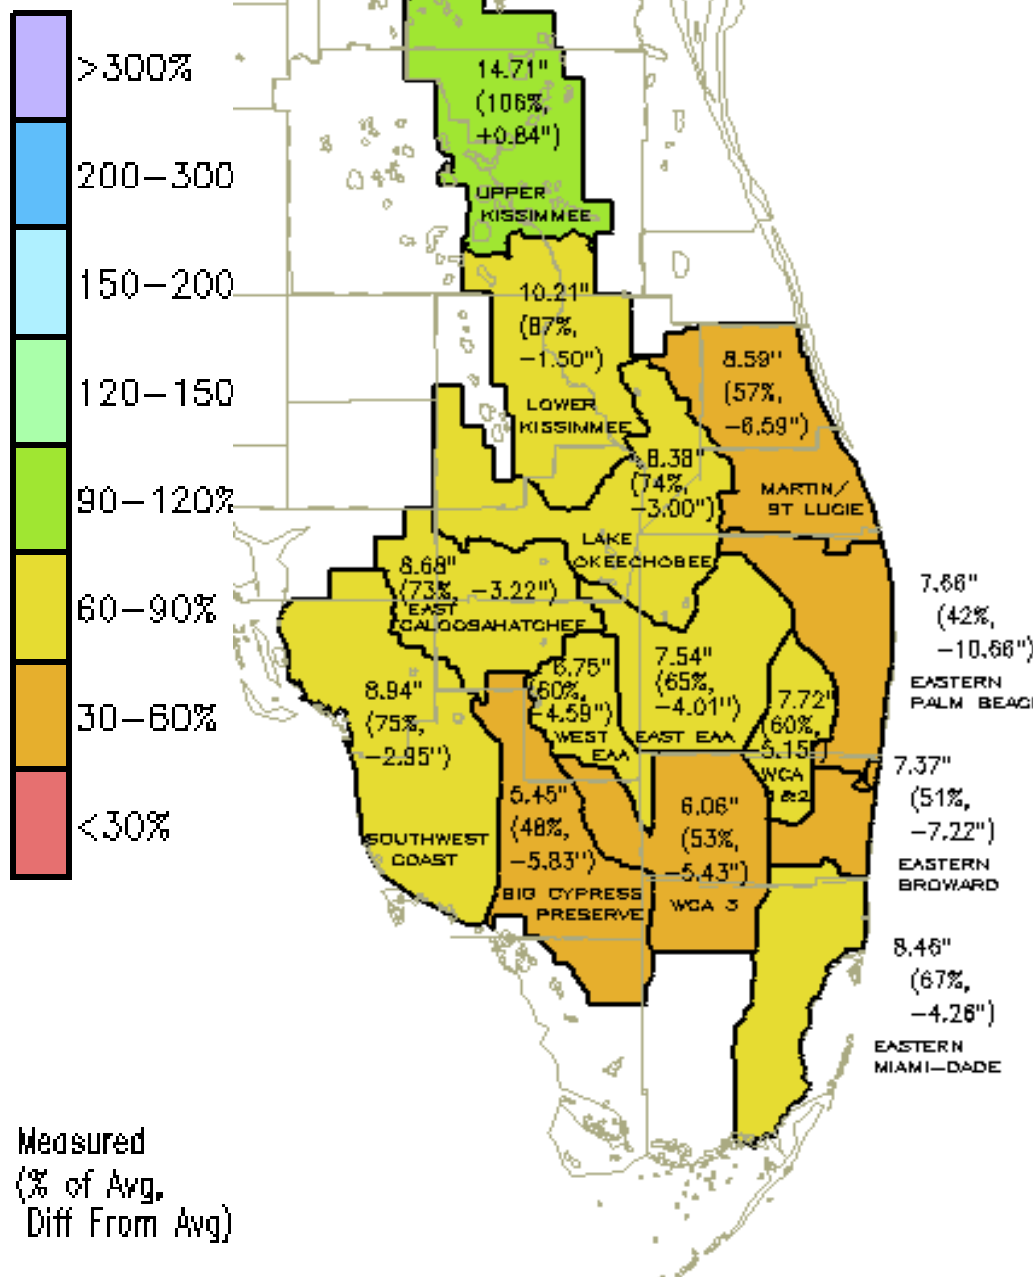 >300%
200-300
150-200
120-150
90-120%
60-90%
30-60%
<30%
14.71"
(106%,
+0.84")
UPPER
KISSIMMEE
10.21"
(87%,
-1.50")
LOWER
KISSIMMEE
8.59"
(57%,
-6.59")
MARTIN/
ST LUCIE
8.38"
(74%,
-3.00")
LAKE
OKEECHOBEE
8.68"
(73%, -3.22")
EAST
CALOOSAHATCHEE
7.66"
(42%,
-10.66")
EASTERN
PALM BEACH
8.94"
(75%,
-2.95")
SOUTHWEST
COAST
6.75"
(60%,
-4.59")
WEST
EAA
7.54"
(65%,
-4.01")
EAST EAA
7.72"
(60%,
-5.15")
WCA
1&2
7.37"
(51%,
-7.22")
EASTERN
BROWARD
5.45"
(48%,
-5.83")
BIG CYPRESS
PRESERVE
6.06"
(53%,
-5.43")
WCA 3
8.46"
(67%,
-4.26")
EASTERN
MIAMI-DADE
Measured
(% of Avg,
Diff From Avg)